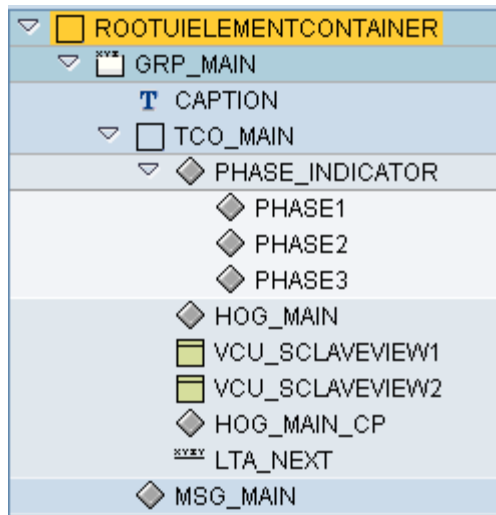 ROOTUIELEMENTCONTAINER
GRP_MAIN
T CAPTION
TCO_MAIN
PHASE_INDICATOR
PHASE1
PHASE2
PHASE3
HOG_MAIN
VCU_SCLAVEVIEW1
VCU_SCLAVEVIEW2
HOG_MAIN_CP
LTA_NEXT
MSG_MAIN